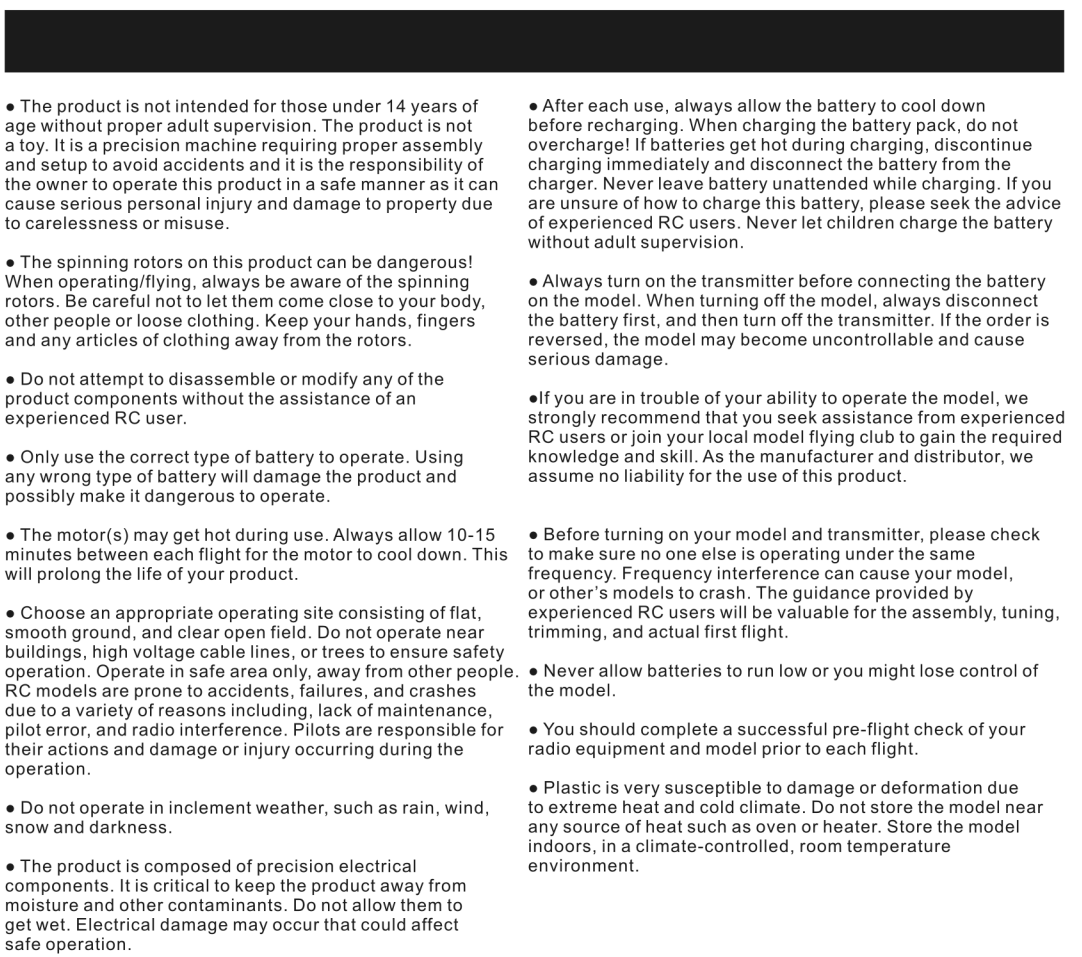 ● The product is not intended for those under 14 years of
age without proper adult supervision. The product is not
a toy. It is a precision machine requiring proper assembly
and setup to avoid accidents and it is the responsibility of
the owner to operate this product in a safe manner as it can
cause serious personal injury and damage to property due
to carelessness or misuse.
● The spinning rotors on this product can be dangerous!
When operating/flying, always be aware of the spinning
rotors. Be careful not to let them come close to your body,
other people or loose clothing. Keep your hands, fingers
and any articles of clothing away from the rotors.
● Do not attempt to disassemble or modify any of the
product components without the assistance of an
experienced RC user.
● Only use the correct type of battery to operate. Using
any wrong type of battery will damage the product and
possibly make it dangerous to operate.
● The motor(s) may get hot during use. Always allow 10-15
minutes between each flight for the motor to cool down. This
will prolong the life of your product.
● Choose an appropriate operating site consisting of flat,
smooth ground, and clear open field. Do not operate near
buildings, high voltage cable lines, or trees to ensure safety
operation. Operate in safe area only, away from other people.
RC models are prone to accidents, failures, and crashes
due to a variety of reasons including, lack of maintenance,
pilot error, and radio interference. Pilots are responsible for
their actions and damage or injury occurring during the
operation.
● Do not operate in inclement weather, such as rain, wind,
snow and darkness.
● The product is composed of precision electrical
components. It is critical to keep the product away from
moisture and other contaminants. Do not allow them to
get wet. Electrical damage may occur that could affect
safe operation.
● After each use, always allow the battery to cool down
before recharging. When charging the battery pack, do not
overcharge! If batteries get hot during charging, discontinue
charging immediately and disconnect the battery from the
charger. Never leave battery unattended while charging. If you
are unsure of how to charge this battery, please seek the advice
of experienced RC users. Never let children charge the battery
without adult supervision.
● Always turn on the transmitter before connecting the battery
on the model. When turning off the model, always disconnect
the battery first, and then turn off the transmitter. If the order is
reversed, the model may become uncontrollable and cause
serious damage.
●If you are in trouble of your ability to operate the model, we
strongly recommend that you seek assistance from experienced
RC users or join your local model flying club to gain the required
knowledge and skill. As the manufacturer and distributor, we
assume no liability for the use of this product.
● Before turning on your model and transmitter, please check
to make sure no one else is operating under the same
frequency. Frequency interference can cause your model,
or other's models to crash. The guidance provided by
experienced RC users will be valuable for the assembly, tuning,
trimming, and actual first flight.
● Never allow batteries to run low or you might lose control of
the model.
● You should complete a successful pre-flight check of your
radio equipment and model prior to each flight.
● Plastic is very susceptible to damage or deformation due
to extreme heat and cold climate. Do not store the model near
any source of heat such as oven or heater. Store the model
indoors, in a climate-controlled, room temperature
environment.